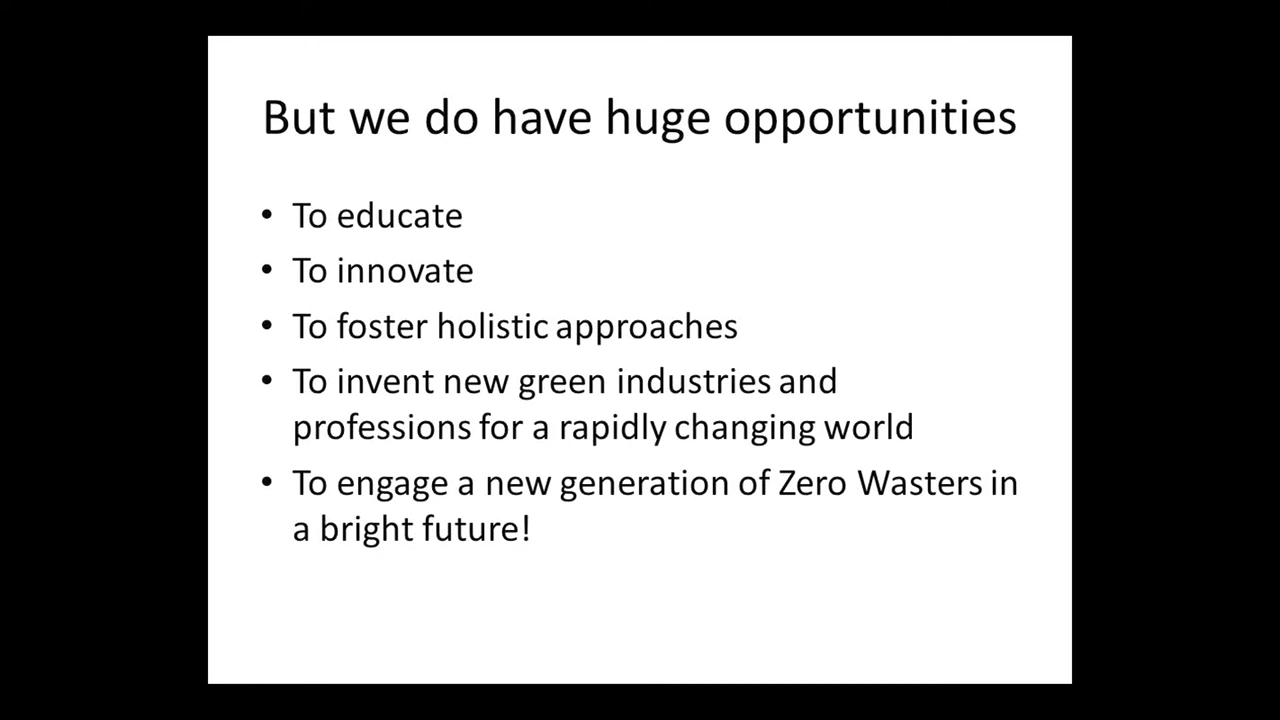 But we do have huge opportunities
• To educate
• To innovate
• To foster holistic approaches
• To invent new green industries and
professions for a rapidly changing world
• To engage a new generation of Zero Wasters in
a bright future!